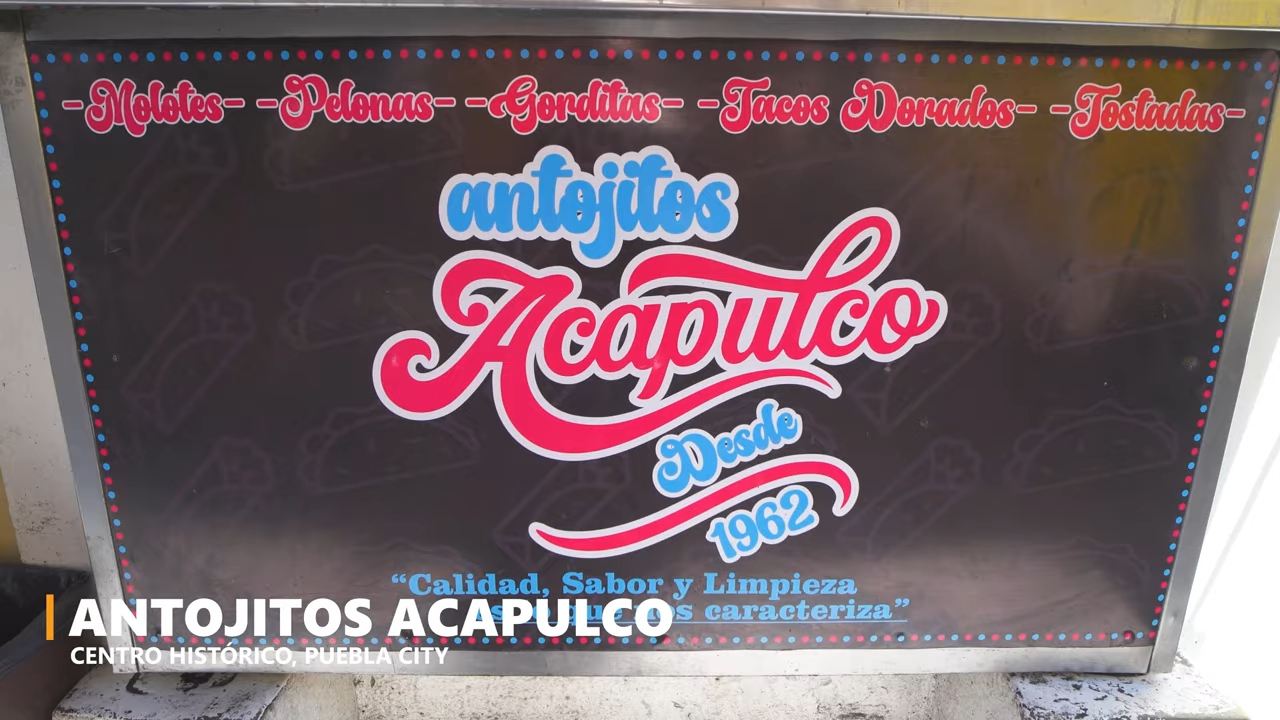 -Molotes- -Pelonas- -Gorditas- -Tacos Dorados- -Tostadas-
antojitos
Acapulco
Desde
1962
“Calidad, Sabor y Limpieza
caracteriza”
ANTOJITOS ACAPULCO
CENTRO HISTÓRICO, PUEBLA CITY